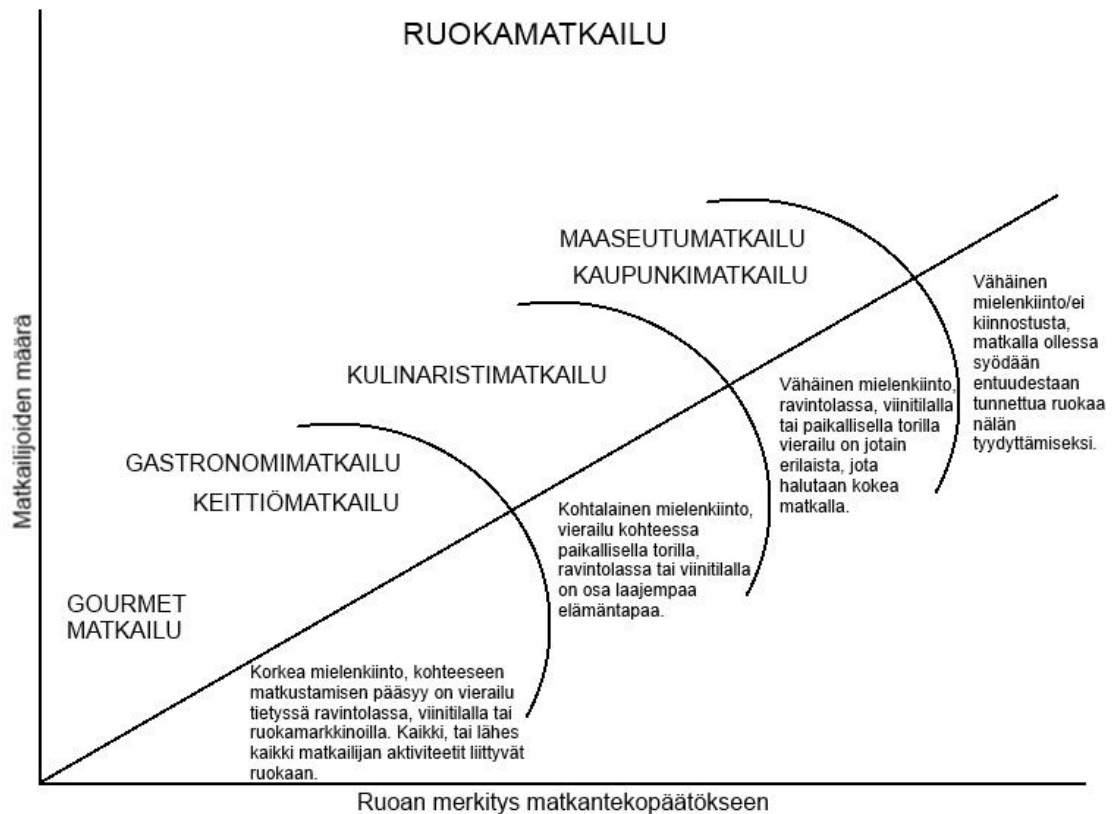 RUOKAMATKAILU
Matkailijoiden määrä
MAASEUTUMATKAILU
KAUPUNKIMATKAILU
Vähäinen
mielenkiinto/ei
kiinnostusta,
matkalla ollessa
syödään
entuudestaan
tunnettua ruokaa
nälän
tyydyttämiseksi.
KULINARISTIMATKAILU
Vähäinen mielenkiinto,
ravintolassa, viinitilalla
tai paikallisella torilla
vierailu on jotain
erilaista, jota
halutaan kokea
matkalla.
GASTRONOMIMATKAILU
KEITTIÖMATKAILU
Kohtalainen mielenkiinto,
vierailu kohteessa
paikallisella torilla,
ravintolassa tai viinitilalla
on osa laajempaa
elämäntapaa.
GOURMET
MATKAILU
Korkea mielenkiinto, kohteeseen
matkustamisen pääsyy on vierailu
tietyssä ravintolassa, viinitilalla tai
ruokamarkkinoilla. Kaikki, tai lähes
kaikki matkailijan aktiviteetit liittyvät
ruokaan.
Ruoan merkitys matkantekopäätökseen